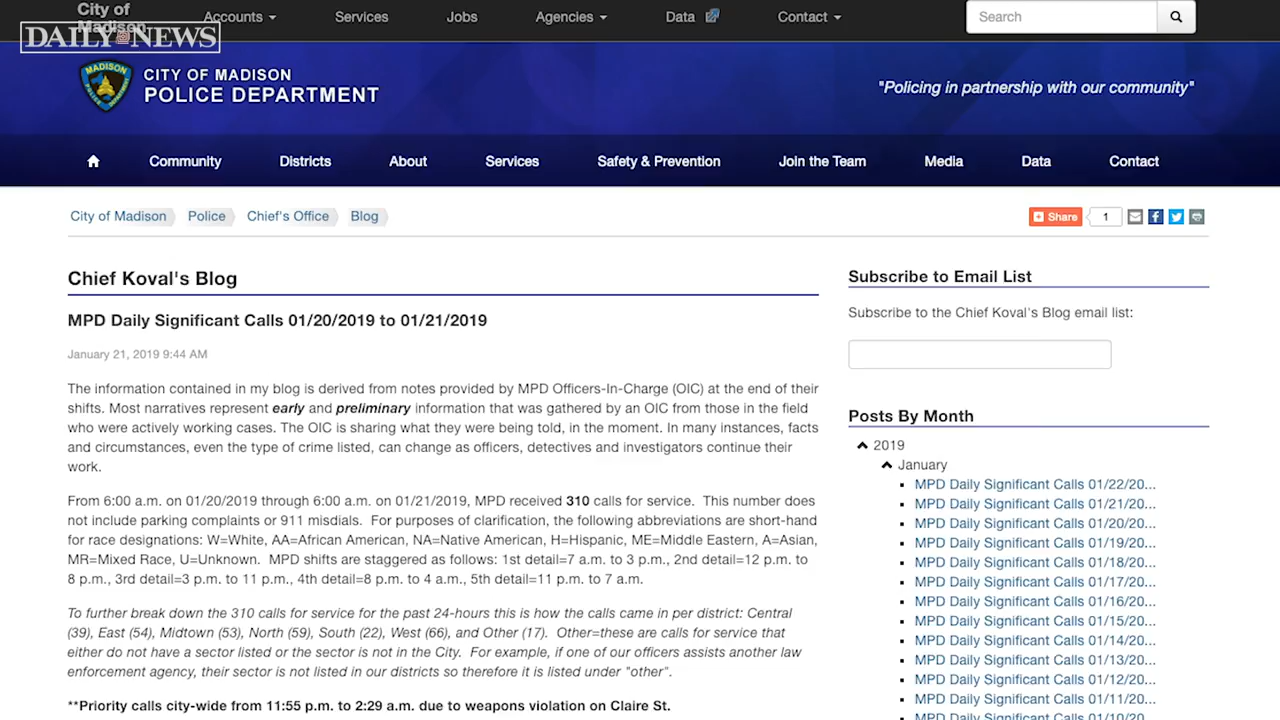 City of
Madison
Accounts
Services
Jobs
Agencies
Data
Contact
Search
DAILY NEWS
MADISON
CITY OF MADISON
POLICE DEPARTMENT
"Policing in partnership with our community"
Community
Districts
About
Services
Safety & Prevention
Join the Team
Media
Data
Contact
City of Madison
Police
Chief's Office
Blog
Share
1
Chief Koval's Blog
MPD Daily Significant Calls 01/20/2019 to 01/21/2019
January 21, 2019 9:44 AM
The information contained in my blog is derived from notes provided by MPD Officers-In-Charge (OIC) at the end of their
shifts. Most narratives represent early and preliminary information that was gathered by an OIC from those in the field
who were actively working cases. The OIC is sharing what they were being told, in the moment. In many instances, facts
and circumstances, even the type of crime listed, can change as officers, detectives and investigators continue their
work.
From 6:00 a.m. on 01/20/2019 through 6:00 a.m. on 01/21/2019, MPD received 310 calls for service. This number does
not include parking complaints or 911 misdials. For purposes of clarification, the following abbreviations are short-hand
for race designations: W=White, AA=African American, NA=Native American, H=Hispanic, ME=Middle Eastern, A=Asian,
MR=Mixed Race, U=Unknown. MPD shifts are staggered as follows: 1st detail=7 a.m. to 3 p.m., 2nd detail=12 p.m. to
8 p.m., 3rd detail=3 p.m. to 11 p.m., 4th detail=8 p.m. to 4 a.m., 5th detail=11 p.m. to 7 a.m.
To further break down the 310 calls for service for the past 24-hours this is how the calls came in per district: Central
(39), East (54), Midtown (53), North (59), South (22), West (66), and Other (17). Other=these are calls for service that
either do not have a sector listed or the sector is not in the City. For example, if one of our officers assists another law
enforcement agency, their sector is not listed in our districts so therefore it is listed under "other".
**Priority calls city-wide from 11:55 p.m. to 2:29 a.m. due to weapons violation on Claire St.
Subscribe to Email List
Subscribe to the Chief Koval's Blog email list:
Posts By Month
2019
January
MPD Daily Significant Calls 01/22/20...
MPD Daily Significant Calls 01/21/20...
MPD Daily Significant Calls 01/20/20...
MPD Daily Significant Calls 01/19/20...
MPD Daily Significant Calls 01/18/20...
MPD Daily Significant Calls 01/17/20...
MPD Daily Significant Calls 01/16/20...
MPD Daily Significant Calls 01/15/20...
MPD Daily Significant Calls 01/14/20...
MPD Daily Significant Calls 01/13/20...
MPD Daily Significant Calls 01/12/20...
MPD Daily Significant Calls 01/11/20...
MPD Daily Significant Calls 01/10/20...